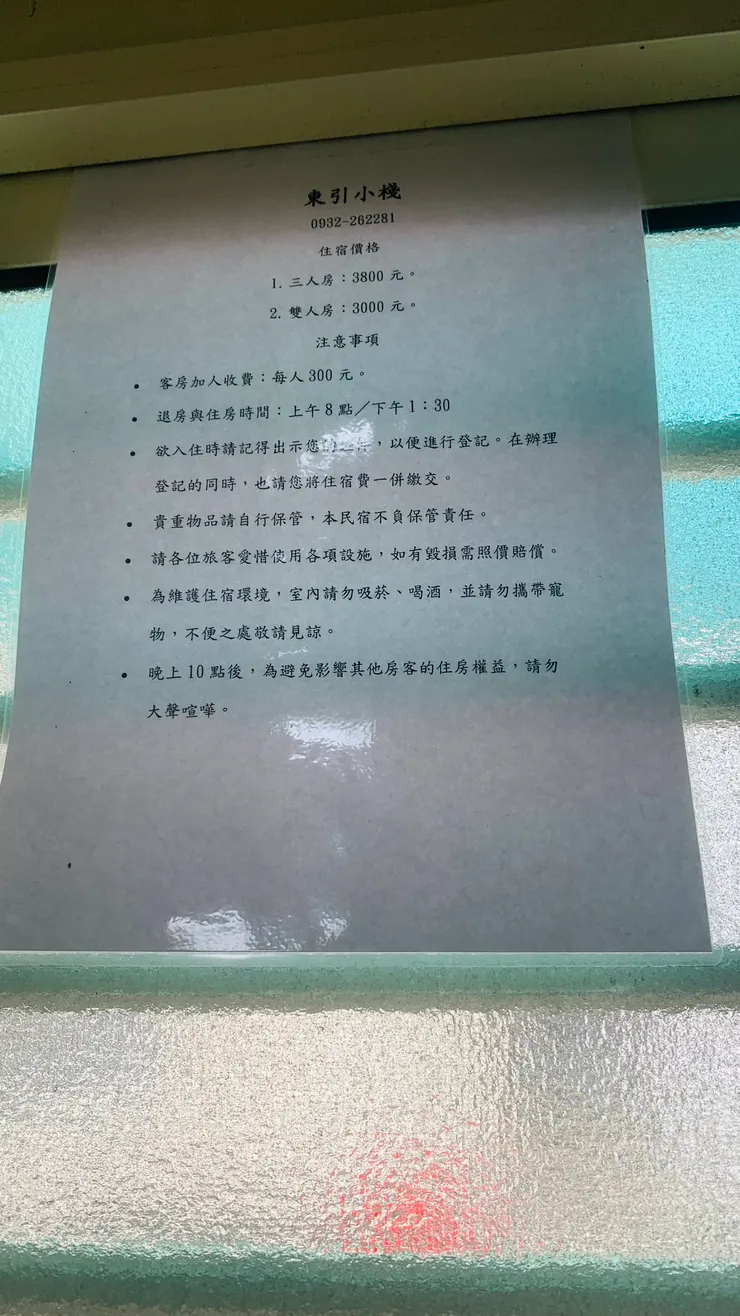 東引小棧
0932-262281
住宿價格
1. 三人房：3800 元。
2. 雙人房：3000 元。
注意事項
• 客房加人收費：每人 300 元。
• 退房與住房時間：上午 8 點／下午 1：30
• 欲入住時請記得出示您的，以便進行登記。在辦理
登記的同時，也請您將住宿費一併繳交。
• 貴重物品請自行保管，本民宿不負保管責任。
• 請各位旅客愛惜使用各項設施，如有毀損需照價賠償。
• 為維護住宿環境，室內請勿吸菸、喝酒，並請勿攜帶寵
物，不便之處敬請見諒。
• 晚上 10 點後，為避免影響其他房客的住房權益，請勿
大聲喧嘩。